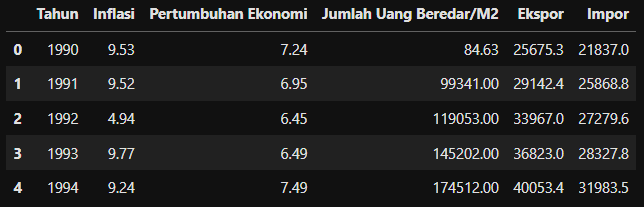 Tahun Inflasi Pertumbuhan Ekonomi Jumlah Uang Beredar/M2 Ekspor Impor
0 1990 9.53 7.24 84.63 25675.3 21837.0
1 1991 9.52 6.95 99341.00 29142.4 25868.8
2 1992 4.94 6.45 119053.00 33967.0 27279.6
3 1993 9.77 6.49 145202.00 36823.0 28327.8
4 1994 9.24 7.49 174512.00 40053.4 31983.5